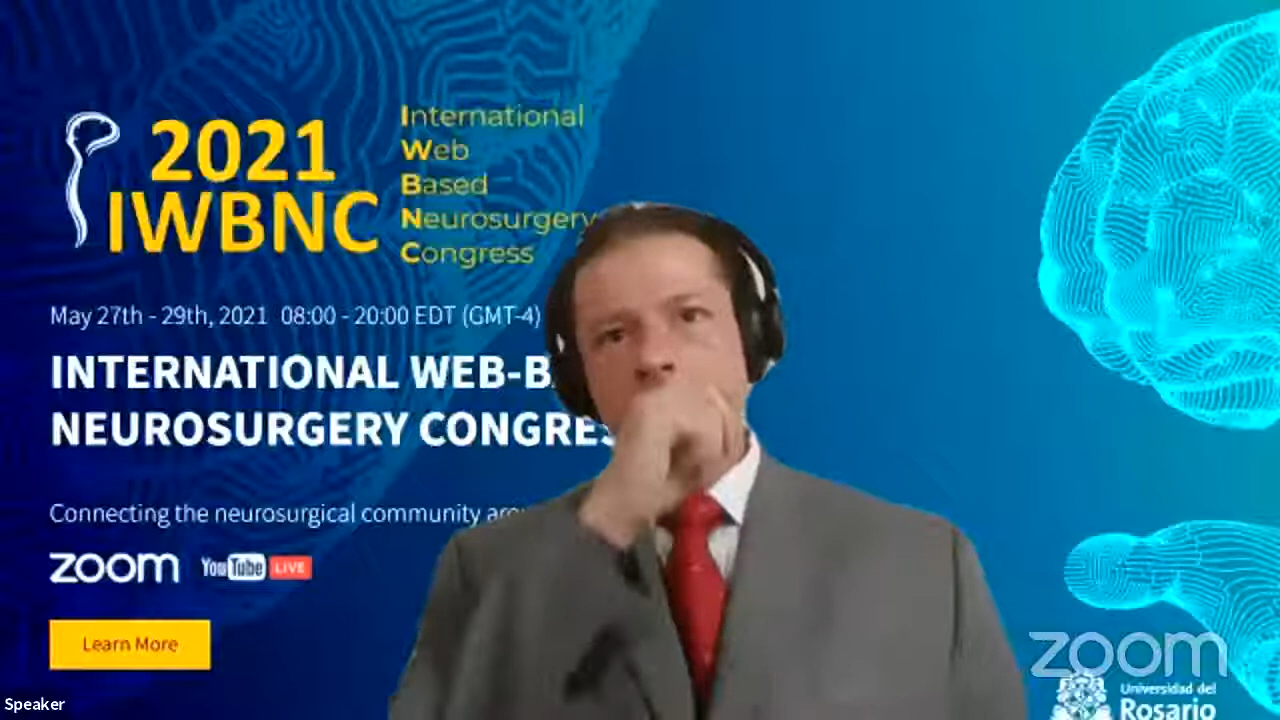 2021
IWBNC
International
Web
Based
Neurosurgery
Congress
May 27th - 29th, 2021 08:00 - 20:00 EDT (GMT-4)
INTERNATIONAL WEB-B
NEUROSURGERY CONGRES
Connecting the neurosurgical community
zoom YouTube LIVE
Learn More
Speaker
zoom
Universidad del
Rosario